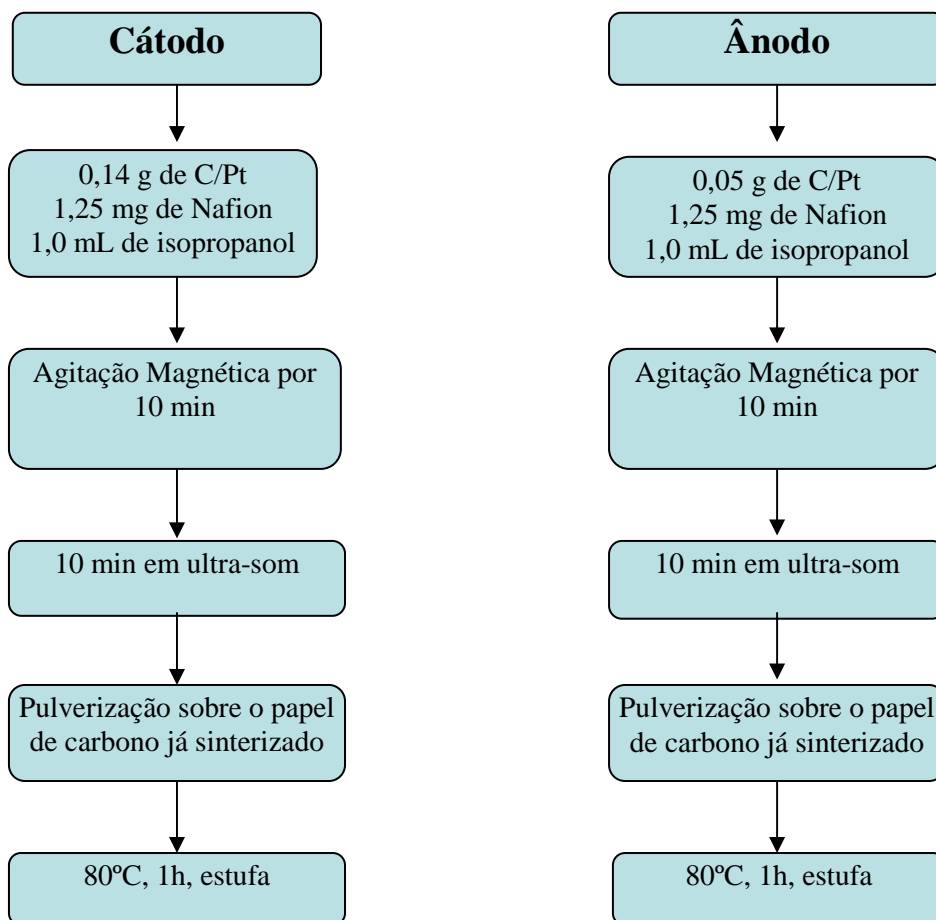 Cátodo
0,14 g de C/Pt
1,25 mg de Nafion
1,0 mL de isopropanol
Agitação Magnética por
10 min
10 min em ultra-som
Pulverização sobre o papel
de carbono já sinterizado
80ºC, 1h, estufa
Ânodo
0,05 g de C/Pt
1,25 mg de Nafion
1,0 mL de isopropanol
Agitação Magnética por
10 min
10 min em ultra-som
Pulverização sobre o papel
de carbono já sinterizado
80ºC, 1h, estufa